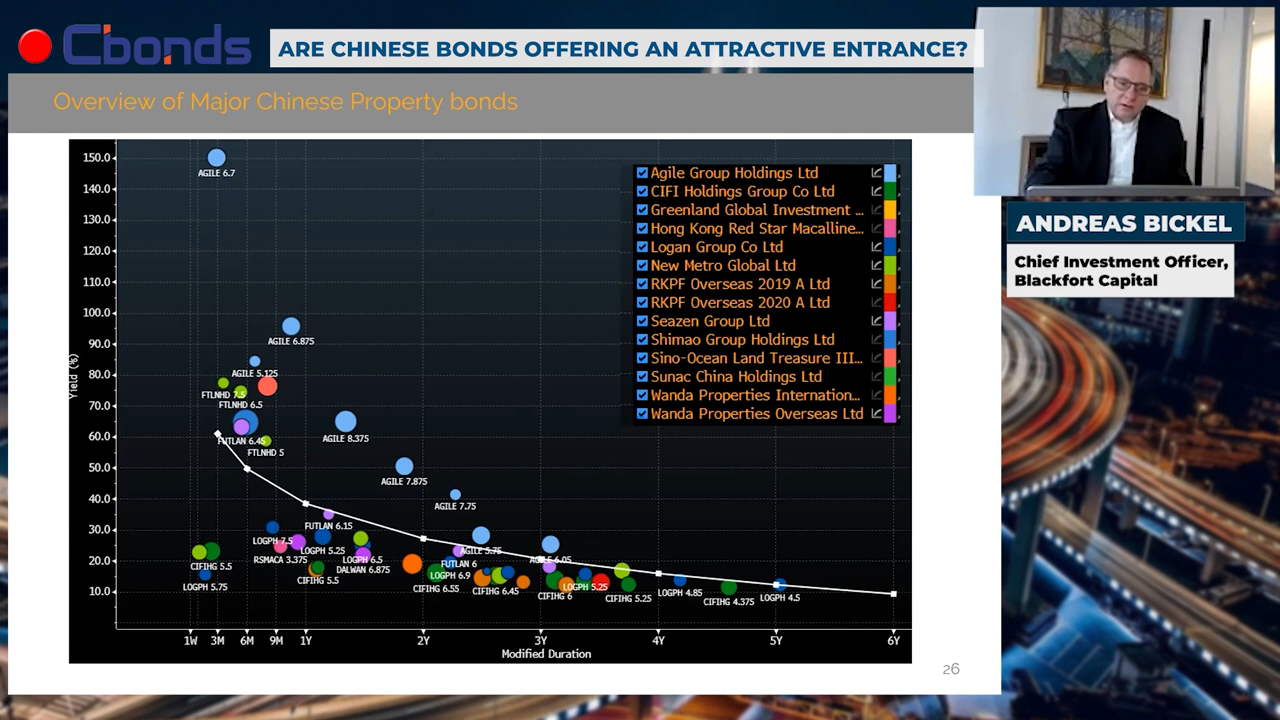 Cbonds
ARE CHINESE BONDS OFFERING AN ATTRACTIVE ENTRANCE?
Overview of Major Chinese Property bonds
ANDREAS BICKEL
Chief Investment Officer,
Blackfort Capital
150.0
140.0
130.0
120.0
110.0
100.0
90.0
80.0
70.0
60.0
50.0
40.0
30.0
20.0
10.0
Yield (%)
Agile Group Holdings Ltd
CIFI Holdings Group Co Ltd
Greenland Global Investment ...
Hong Kong Red Star Macalline...
Logan Group Co Ltd
New Metro Global Ltd
RKPF Overseas 2019 A Ltd
RKPF Overseas 2020 A Ltd
Seazen Group Ltd
Shimao Group Holdings Ltd
Sino-Ocean Land Treasure III...
Sunac China Holdings Ltd
Wanda Properties Internation...
Wanda Properties Overseas Ltd
AGILE 6.7
AGILE 6.875
AGILE 5.125
FTLNHD 7.5
FTLNHD 6.5
AGILE 8.375
FUTLAN 6.45
FTLNHD 5
AGILE 7.875
AGILE 7.75
FUTLAN 6.15
LOGPH 7.5
LOGPH 5.25
AGILE 5.75
RSMACA 3.375
LOGPH 6.5
AGILE 6.05
FUTLAN 6
CIFIHG 5.5
DALWAN 6.875
LOGPH 6.9
CIFIHG 5.5
LOGPH 5.75
CIFIHG 6.55
CIFIHG 6.45
LOGPH 5.25
CIFIHG 6
CIFIHG 5.25
LOGPH 4.85
CIFIHG 4.375
LOGPH 4.5
1W 3M 6M 9M 1Y 2Y 3Y 4Y 5Y 6Y
Modified Duration
26